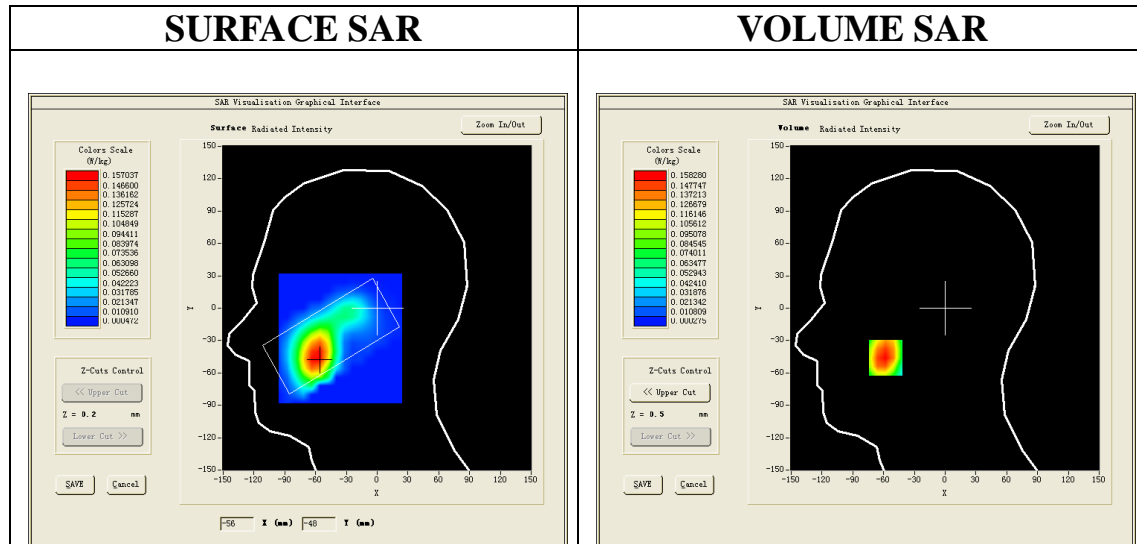 SURFACE SAR
VOLUME SAR
SAR Visualisation Graphical Interface
Surface Radiated Intensity
Zoom In/Out
Colors Scale
(W/kg)
0.157037
0.146600
0.136162
0.125724
0.115287
0.104849
0.094411
0.083974
0.073536
0.063098
0.052660
0.042223
0.031785
0.021347
0.010910
0.000472
150
120
90
60
30
0
-30
-60
-90
-120
-150
Y
-150 -120 -90 -60 -30 0 30 60 90 120 150
X
Z-Cuts Control
<< Upper Cut
Z = 0.2 mm
Lower Cut >>
SAVE Cancel
-56 X (mm) -48 Y (mm)
SAR Visualisation Graphical Interface
Volume Radiated Intensity
Zoom In/Out
Colors Scale
(W/kg)
0.158280
0.147747
0.137213
0.126679
0.116146
0.105612
0.095078
0.084545
0.074011
0.063477
0.052943
0.042410
0.031876
0.021342
0.010809
0.000275
150
120
90
60
30
0
-30
-60
-90
-120
-150
Y
-150 -120 -90 -60 -30 0 30 60 90 120 150
X
Z-Cuts Control
<< Upper Cut
Z = 0.5 mm
Lower Cut >>
SAVE Cancel